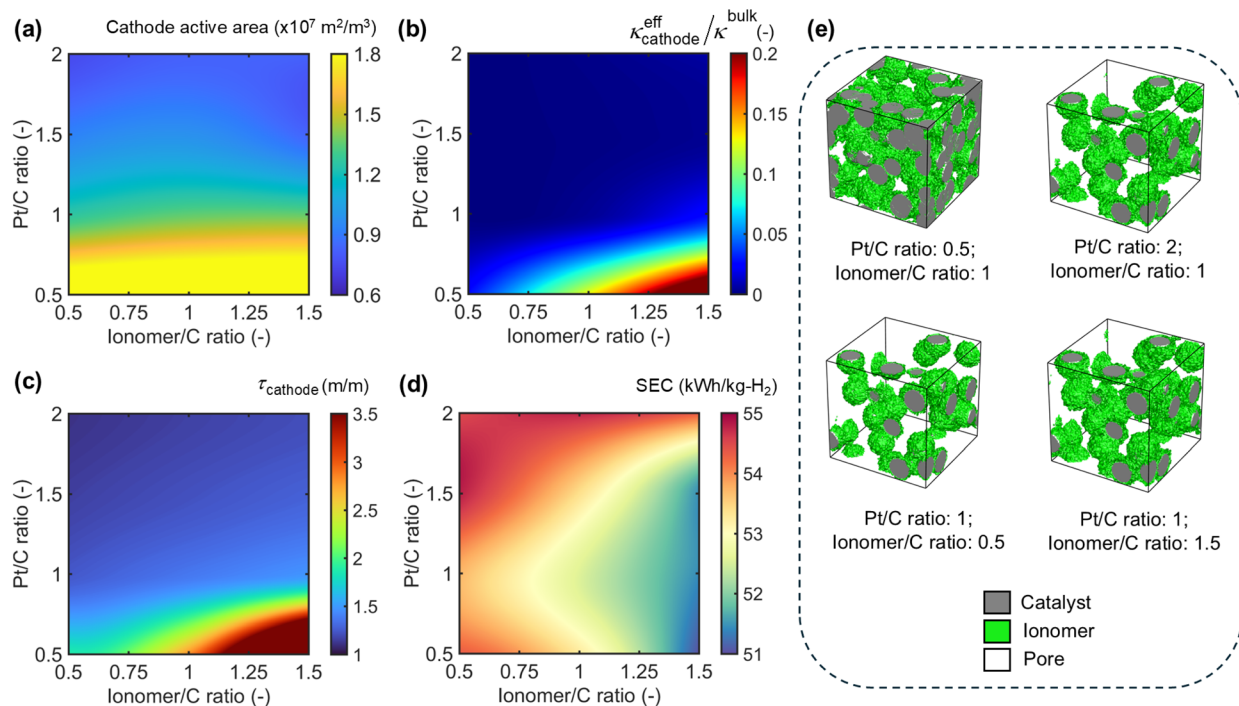 (a)
Cathode active area (x10⁷ m²/m³)
2
1.5
1
0.5
Pt/C ratio (-)
0.5 0.75 1 1.25 1.5
Ionomer/C ratio (-)
1.8
1.5
1.2
0.9
0.6
(b)
κ^eff_cathode/κ^bulk (-)
2
1.5
1
0.5
Pt/C ratio (-)
0.5 0.75 1 1.25 1.5
Ionomer/C ratio (-)
0.2
0.15
0.1
0.05
0
(c)
τ_cathode (m/m)
2
1.5
1
0.5
Pt/C ratio (-)
0.5 0.75 1 1.25 1.5
Ionomer/C ratio (-)
3.5
3
2.5
2
1.5
1
(d)
SEC (kWh/kg-H₂)
2
1.5
1
0.5
Pt/C ratio (-)
0.5 0.75 1 1.25 1.5
Ionomer/C ratio (-)
55
54
53
52
51
(e)
Pt/C ratio: 0.5;
Ionomer/C ratio: 1
Pt/C ratio: 2;
Ionomer/C ratio: 1
Pt/C ratio: 1;
Ionomer/C ratio: 0.5
Pt/C ratio: 1;
Ionomer/C ratio: 1.5
Catalyst
Ionomer
Pore